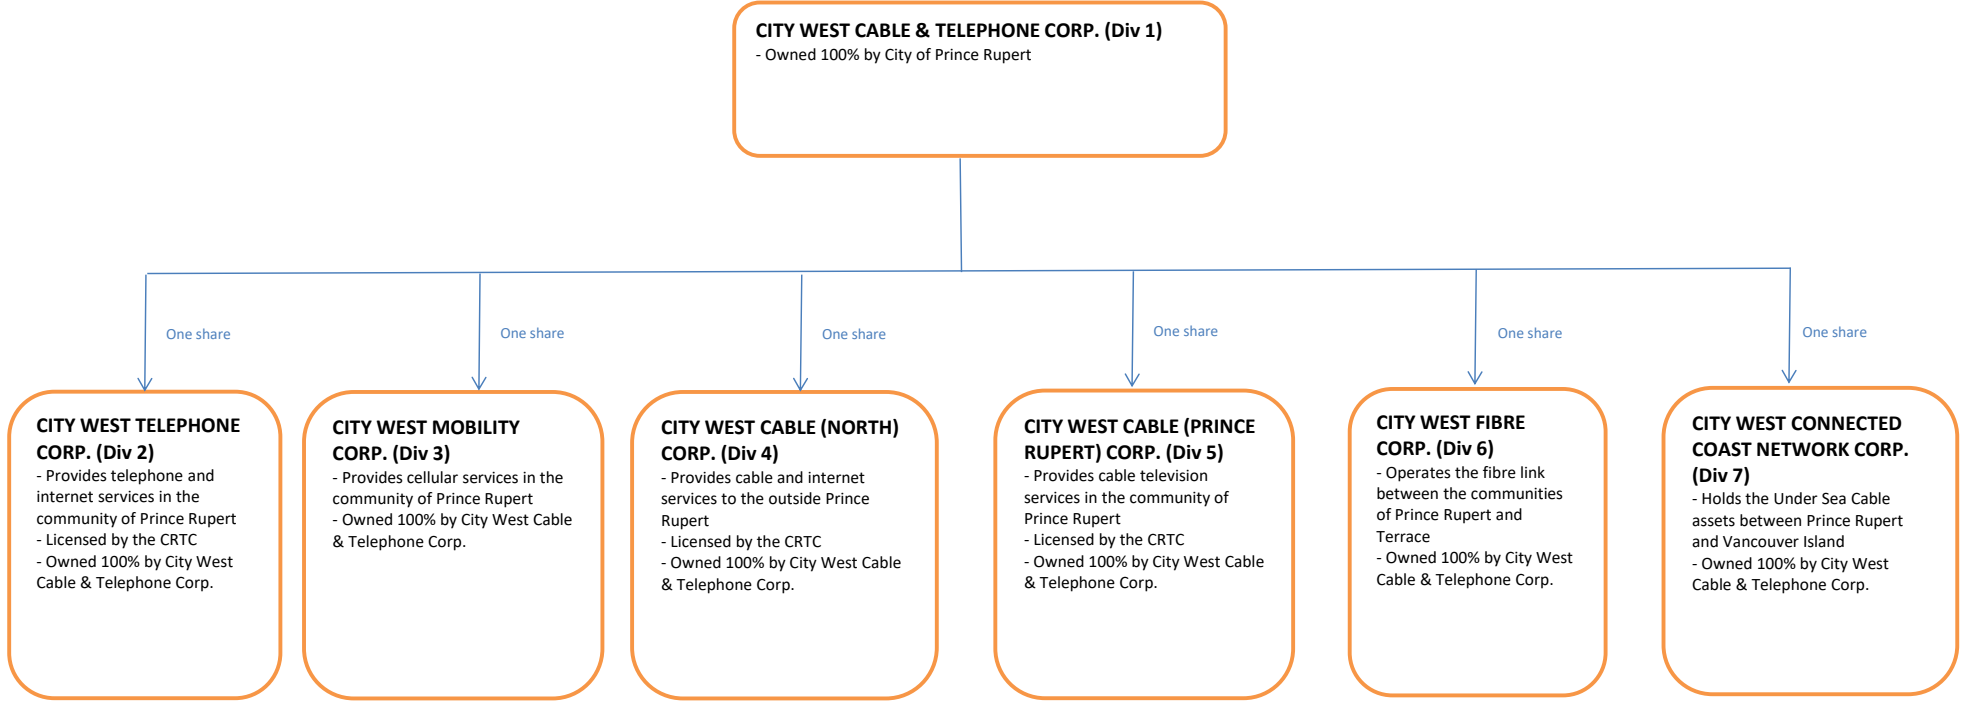 CITY WEST CABLE & TELEPHONE CORP. (Div 1)
- Owned 100% by City of Prince Rupert
One share
One share
One share
One share
One share
One share
CITY WEST TELEPHONE
CORP. (Div 2)
- Provides telephone and
internet services in the
community of Prince Rupert
- Licensed by the CRTC
- Owned 100% by City West
Cable & Telephone Corp.
CITY WEST MOBILITY
CORP. (Div 3)
- Provides cellular services in the
community of Prince Rupert
- Owned 100% by City West Cable
& Telephone Corp.
CITY WEST CABLE (NORTH)
CORP. (Div 4)
- Provides cable and internet
services to the outside Prince
Rupert
- Licensed by the CRTC
- Owned 100% by City West Cable
& Telephone Corp.
CITY WEST CABLE (PRINCE
RUPERT) CORP. (Div 5)
- Provides cable television
services in the community of
Prince Rupert
- Licensed by the CRTC
- Owned 100% by City West Cable
& Telephone Corp.
CITY WEST FIBRE
CORP. (Div 6)
- Operates the fibre link
between the communities
of Prince Rupert and
Terrace
- Owned 100% by City West
Cable & Telephone Corp.
CITY WEST CONNECTED
COAST NETWORK CORP.
(Div 7)
- Holds the Under Sea Cable
assets between Prince Rupert
and Vancouver Island
- Owned 100% by City West
Cable & Telephone Corp.